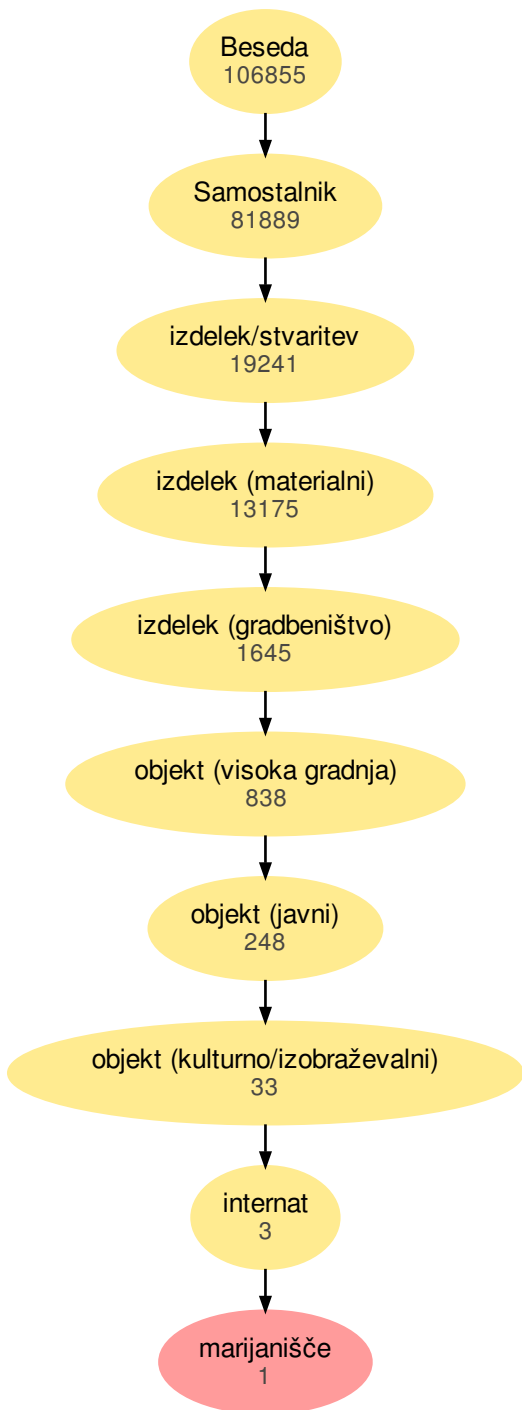 Beseda
106855
Samostalnik
81889
izdelek/stvaritev
19241
izdelek (materialni)
13175
izdelek (gradbeništvo)
1645
objekt (visoka gradnja)
838
objekt (javni)
248
objekt (kulturno/izobraževalni)
33
internat
3
marijanišče
1